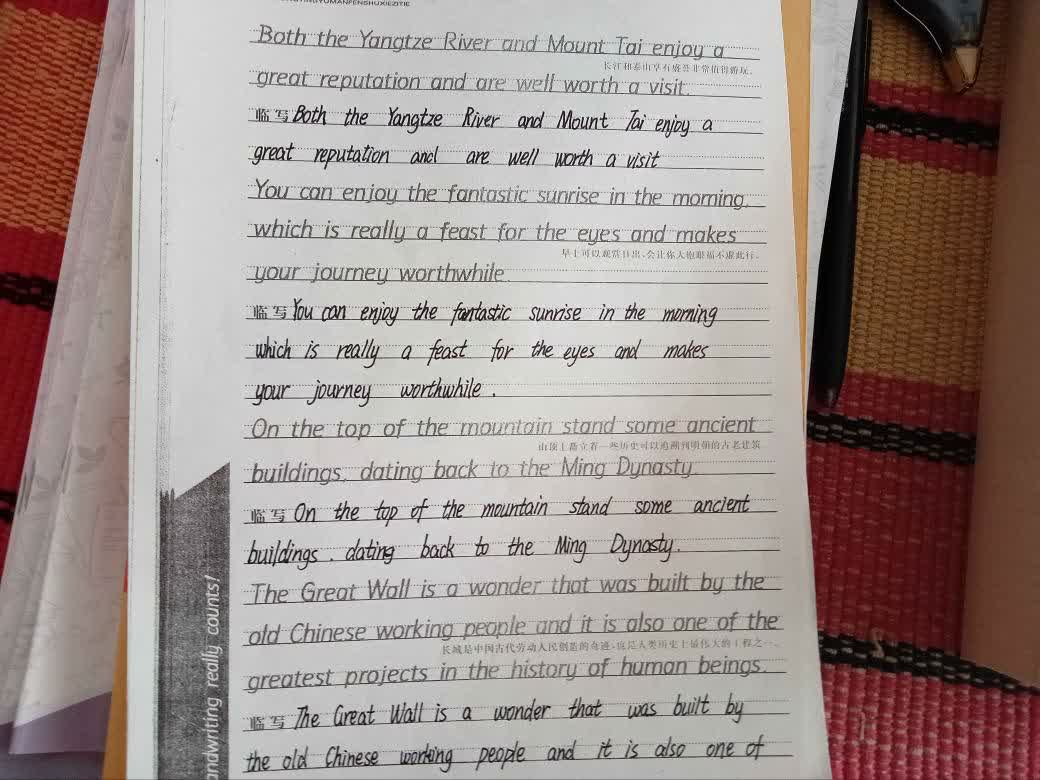 Both the Yangtze River and Mount Tai enjoy a
长江和泰山享有盛誉非常值得游玩。
great reputation and are well worth a visit.
临写 Both the Yangtze River and Mount Tai enjoy a
great reputation and are well worth a visit
You can enjoy the fantastic sunrise in the morning,
which is really a feast for the eyes and makes
早上可以观赏日出,会让你大饱眼福不虚此行。
your journey worthwhile.
临写 You can enjoy the fantastic sunrise in the morning
which is really a feast for the eyes and makes
your journey worthwhile.
On the top of the mountain stand some ancient
山顶上矗立着一些历史可以追溯到明朝的古老建筑
buildings, dating back to the Ming Dynasty.
临写 On the top of the mountain stand some ancient
buildings . dating back to the Ming Dynasty.
The Great Wall is a wonder that was built by the
old Chinese working people and it is also one of the
长城是中国古代劳动人民创造的奇迹,也是人类历史上最伟大的工程之一。
greatest projects in the history of human beings.
临写 The Great Wall is a wonder that was built by
the old Chinese working people and it is also one of
andwriting really counts!